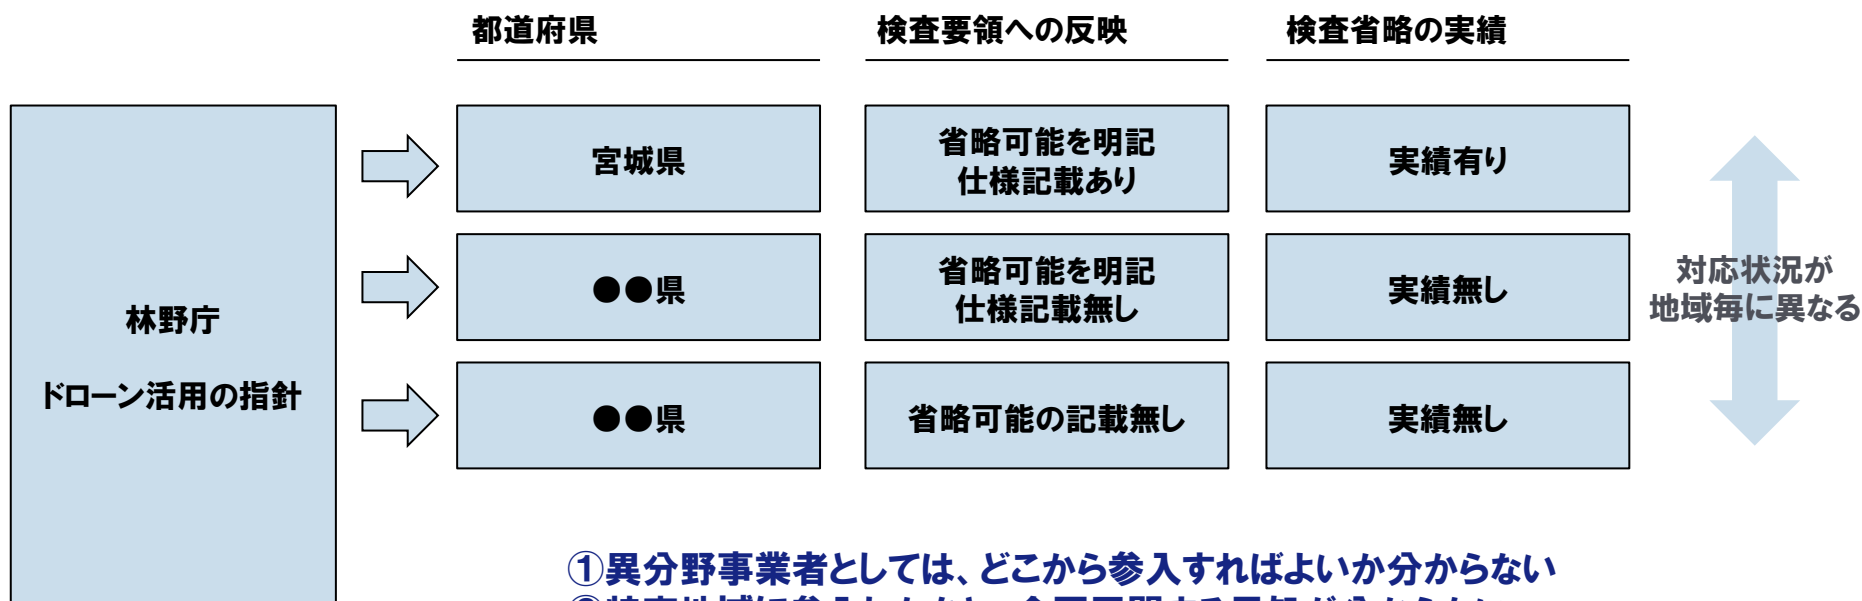 都道府県
検査要領への反映
検査省略の実績
林野庁
ドローン活用の指針
宮城県
省略可能を明記
仕様記載あり
実績有り
●●県
省略可能を明記
仕様記載無し
実績無し
●●県
省略可能の記載無し
実績無し
対応状況が
地域毎に異なる
①異分野事業者としては、どこから参入すればよいか分からない